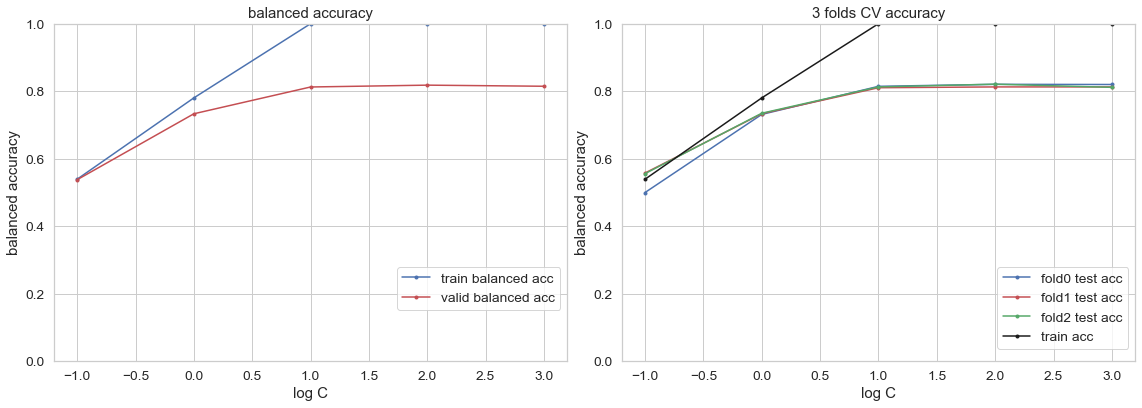 balanced accuracy
balanced accuracy
1.0
0.8
0.6
0.4
0.2
0.0
−1.0 −0.5 0.0 0.5 1.0 1.5 2.0 2.5 3.0
log C
train balanced acc
valid balanced acc
3 folds CV accuracy
balanced accuracy
1.0
0.8
0.6
0.4
0.2
0.0
−1.0 −0.5 0.0 0.5 1.0 1.5 2.0 2.5 3.0
log C
fold0 test acc
fold1 test acc
fold2 test acc
train acc